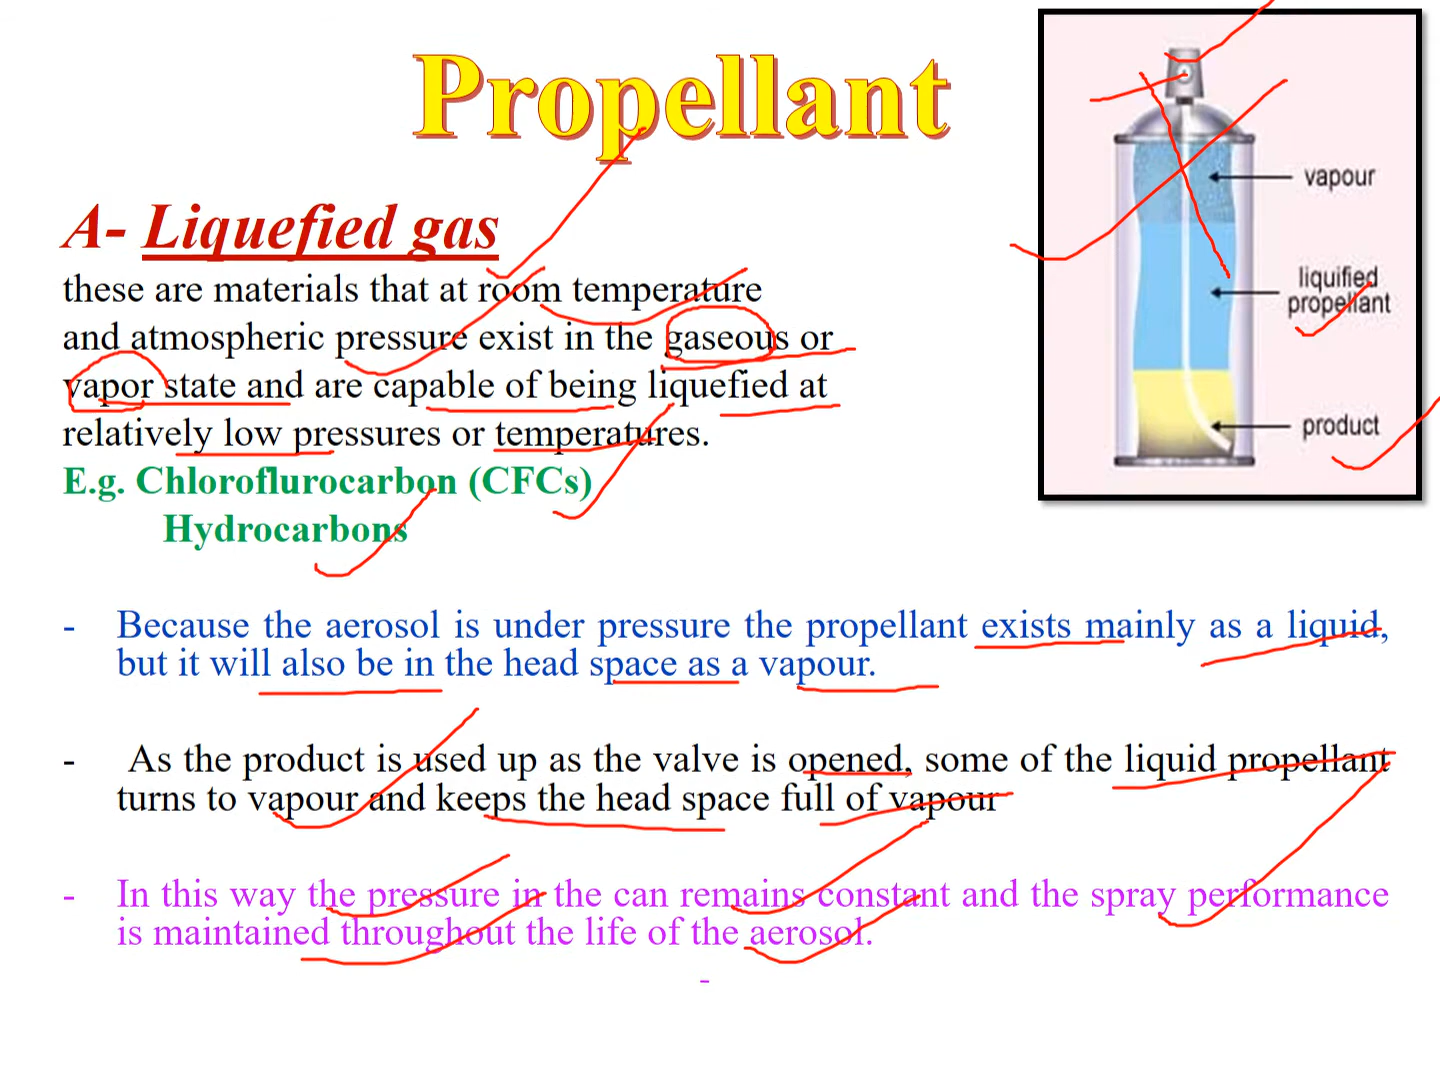 Propellant
A- Liquefied gas
these are materials that at room temperature
and atmospheric pressure exist in the gaseous or
vapor state and are capable of being liquefied at
relatively low pressures or temperatures.
E.g. Chloroflurocarbon (CFCs)
Hydrocarbons
vapour
liquified
propellant
product
- Because the aerosol is under pressure the propellant exists mainly as a liquid,
but it will also be in the head space as a vapour.
- As the product is used up as the valve is opened, some of the liquid propellant
turns to vapour and keeps the head space full of vapour
- In this way the pressure in the can remains constant and the spray performance
is maintained throughout the life of the aerosol.
-